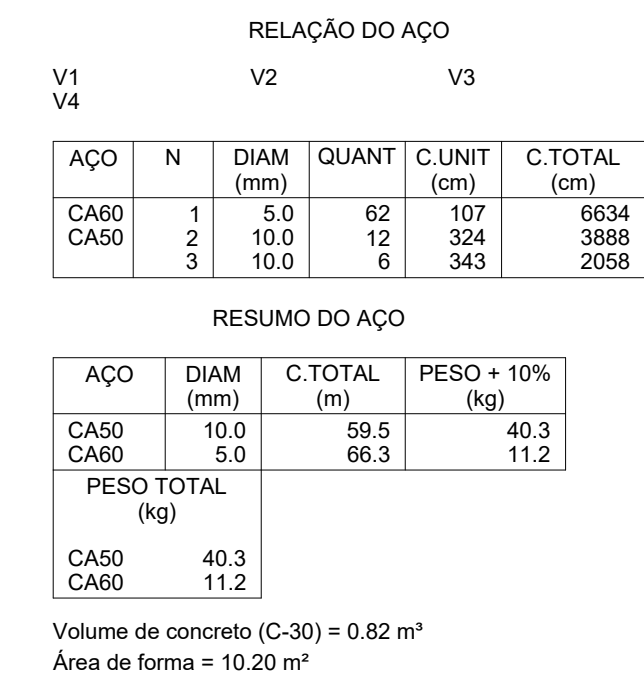 RELAÇÃO DO AÇO
V1 V2 V3
V4
AÇO N DIAM QUANT C.UNIT C.TOTAL
(mm) (cm) (cm)
CA60 1 5.0 62 107 6634
CA50 2 10.0 12 324 3888
3 10.0 6 343 2058
RESUMO DO AÇO
AÇO DIAM C.TOTAL PESO + 10%
(mm) (m) (kg)
CA50 10.0 59.5 40.3
CA60 5.0 66.3 11.2
PESO TOTAL
(kg)
CA50 40.3
CA60 11.2
Volume de concreto (C-30) = 0.82 m³
Área de forma = 10.20 m²